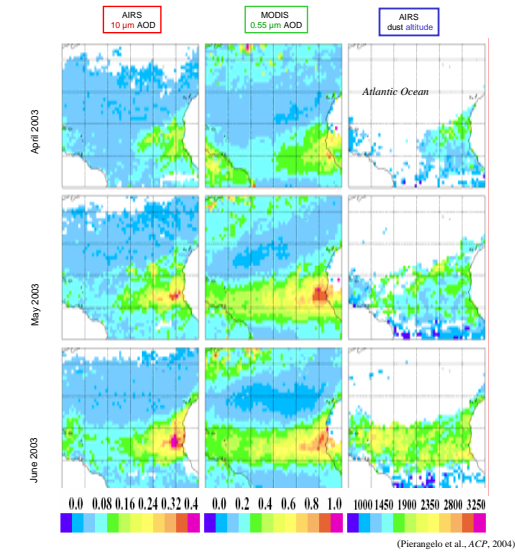 AIRS
10 µm AOD
MODIS
0.55 µm AOD
AIRS
dust altitude
April 2003
Atlantic Ocean
May 2003
June 2003
0.0 0.08 0.16 0.24 0.32 0.4
0.0 0.2 0.4 0.6 0.8 1.0
1000 1450 1900 2350 2800 3250
(Pierangelo et al., ACP, 2004)